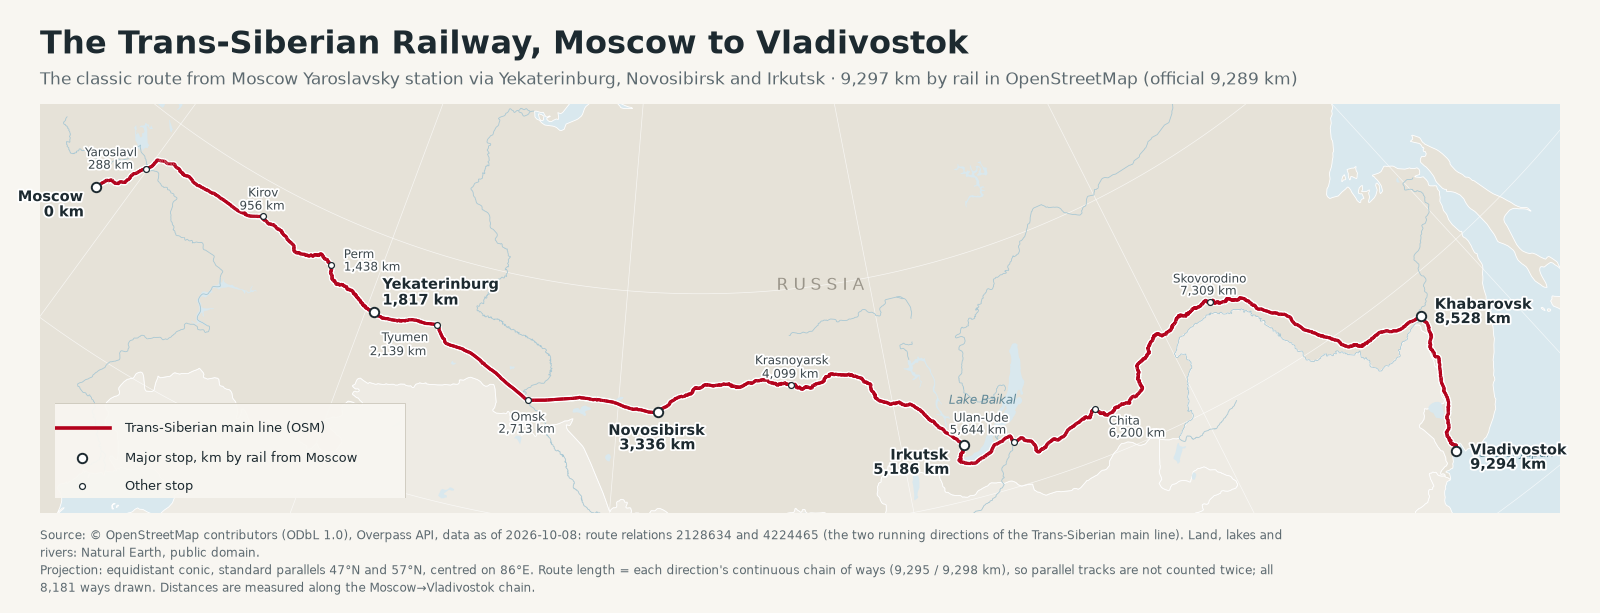 The Trans-Siberian Railway, Moscow to Vladivostok
The classic route from Moscow Yaroslavsky station via Yekaterinburg, Novosibirsk and Irkutsk · 9,297 km by rail in OpenStreetMap (official 9,289 km)
Yaroslavl
288 km
Moscow
0 km
Kirov
956 km
Perm
1,438 km
Yekaterinburg
1,817 km
Tyumen
2,139 km
Omsk
2,713 km
Novosibirsk
3,336 km
RUSSIA
Krasnoyarsk
4,099 km
Lake Baikal
Ulan-Ude
5,644 km
Irkutsk
5,186 km
Chita
6,200 km
Skovorodino
7,309 km
Khabarovsk
8,528 km
Vladivostok
9,294 km
Trans-Siberian main line (OSM)
Major stop, km by rail from Moscow
Other stop
Source: © OpenStreetMap contributors (ODbL 1.0), Overpass API, data as of 2026-10-08: route relations 2128634 and 4224465 (the two running directions of the Trans-Siberian main line). Land, lakes and
rivers: Natural Earth, public domain.
Projection: equidistant conic, standard parallels 47°N and 57°N, centred on 86°E. Route length = each direction's continuous chain of ways (9,295 / 9,298 km), so parallel tracks are not counted twice; all
8,181 ways drawn. Distances are measured along the Moscow→Vladivostok chain.